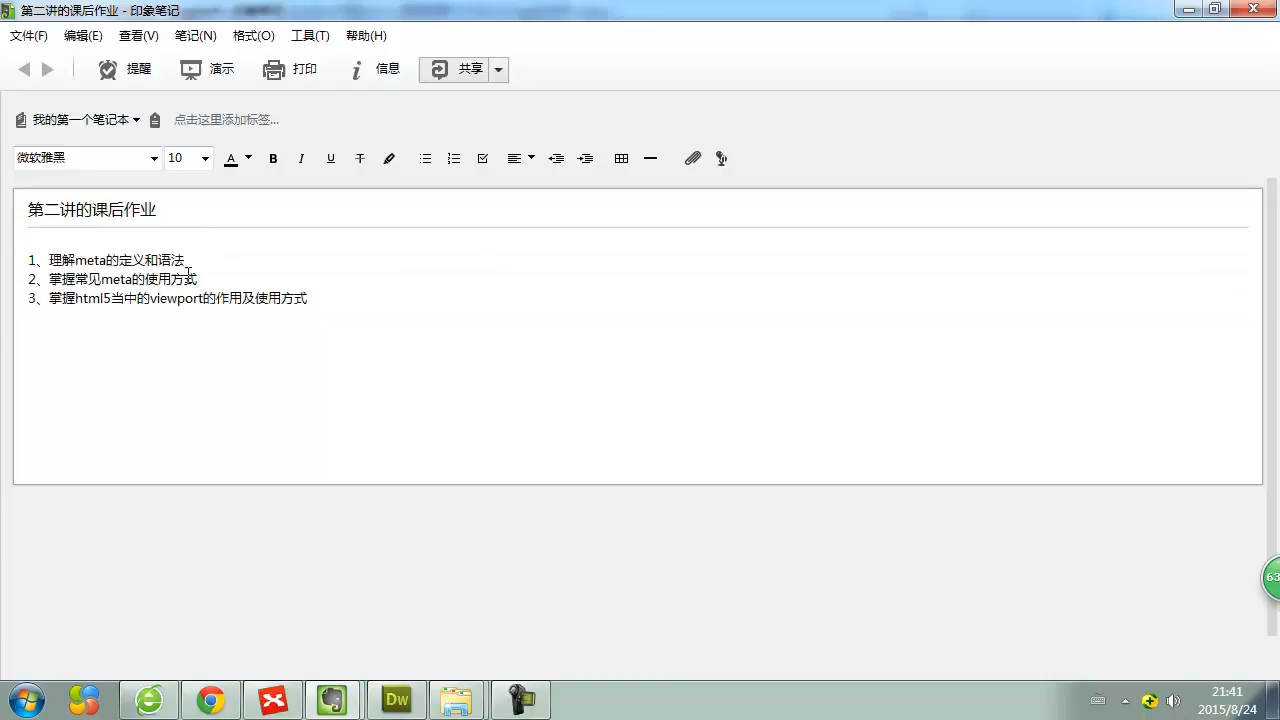 第二讲的课后作业 - 印象笔记
文件(F) 编辑(E) 查看(V) 笔记(N) 格式(O) 工具(T) 帮助(H)
提醒 演示 打印 信息 共享
我的第一个笔记本 点击这里添加标签...
微软雅黑 10 A B I U T
第二讲的课后作业
1、理解meta的定义和语法
2、掌握常见meta的使用方式
3、掌握html5当中的viewport的作用及使用方式
63
Dw
21:41
2015/8/24